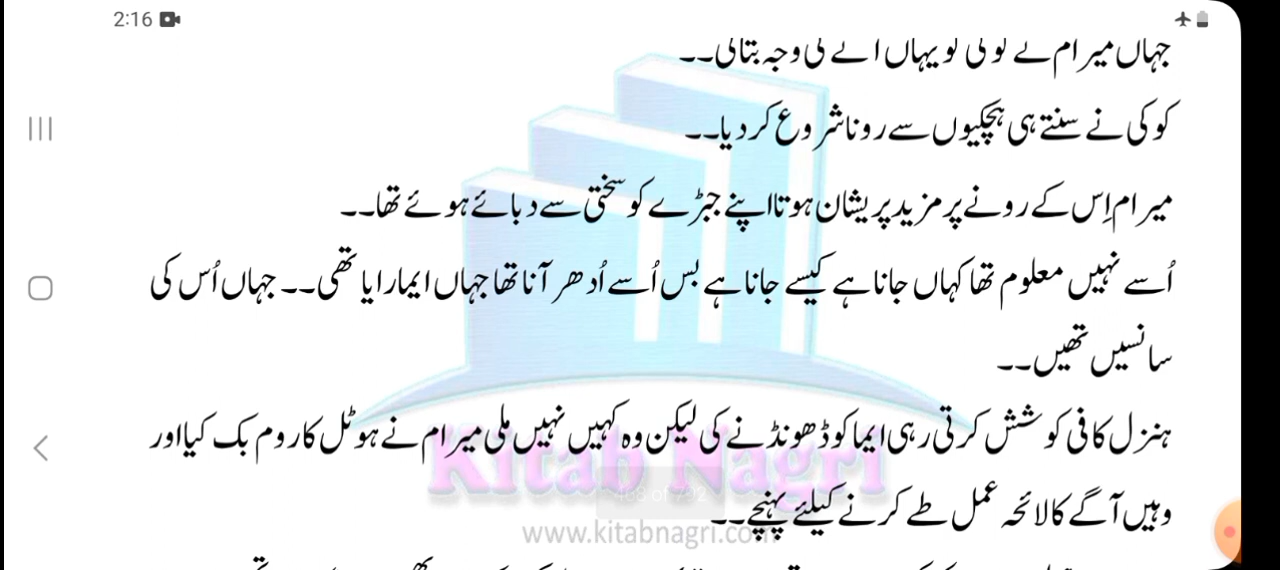 2:16
جہاں میرام نے کوکی کو یہاں آنے کی وجہ بتائی۔۔
کوکی نے سنتے ہی ہچکیوں سے رونا شروع کر دیا۔۔
میرام اِس کے رونے پر مزید پریشان ہوتا اپنے جبڑے کو سختی سے دبائے ہوئے تھا۔۔
اُسے نہیں معلوم تھا کہاں جانا ہے کیسے جانا ہے بس اُسے اُدھر آنا تھا جہاں ایمارایا تھی۔۔ جہاں اُس کی
سانسیں تھیں۔۔
ہنزل کافی کوشش کرتی رہی ایما کو ڈھونڈنے کی لیکن وہ کہیں نہیں ملی میرام نے ہوٹل کا روم بک کیا اور
Kitab Nagri
وہیں آگے کا لائحہ عمل طے کرنے کیلئے پہنچے۔۔
www.kitabnagri.com